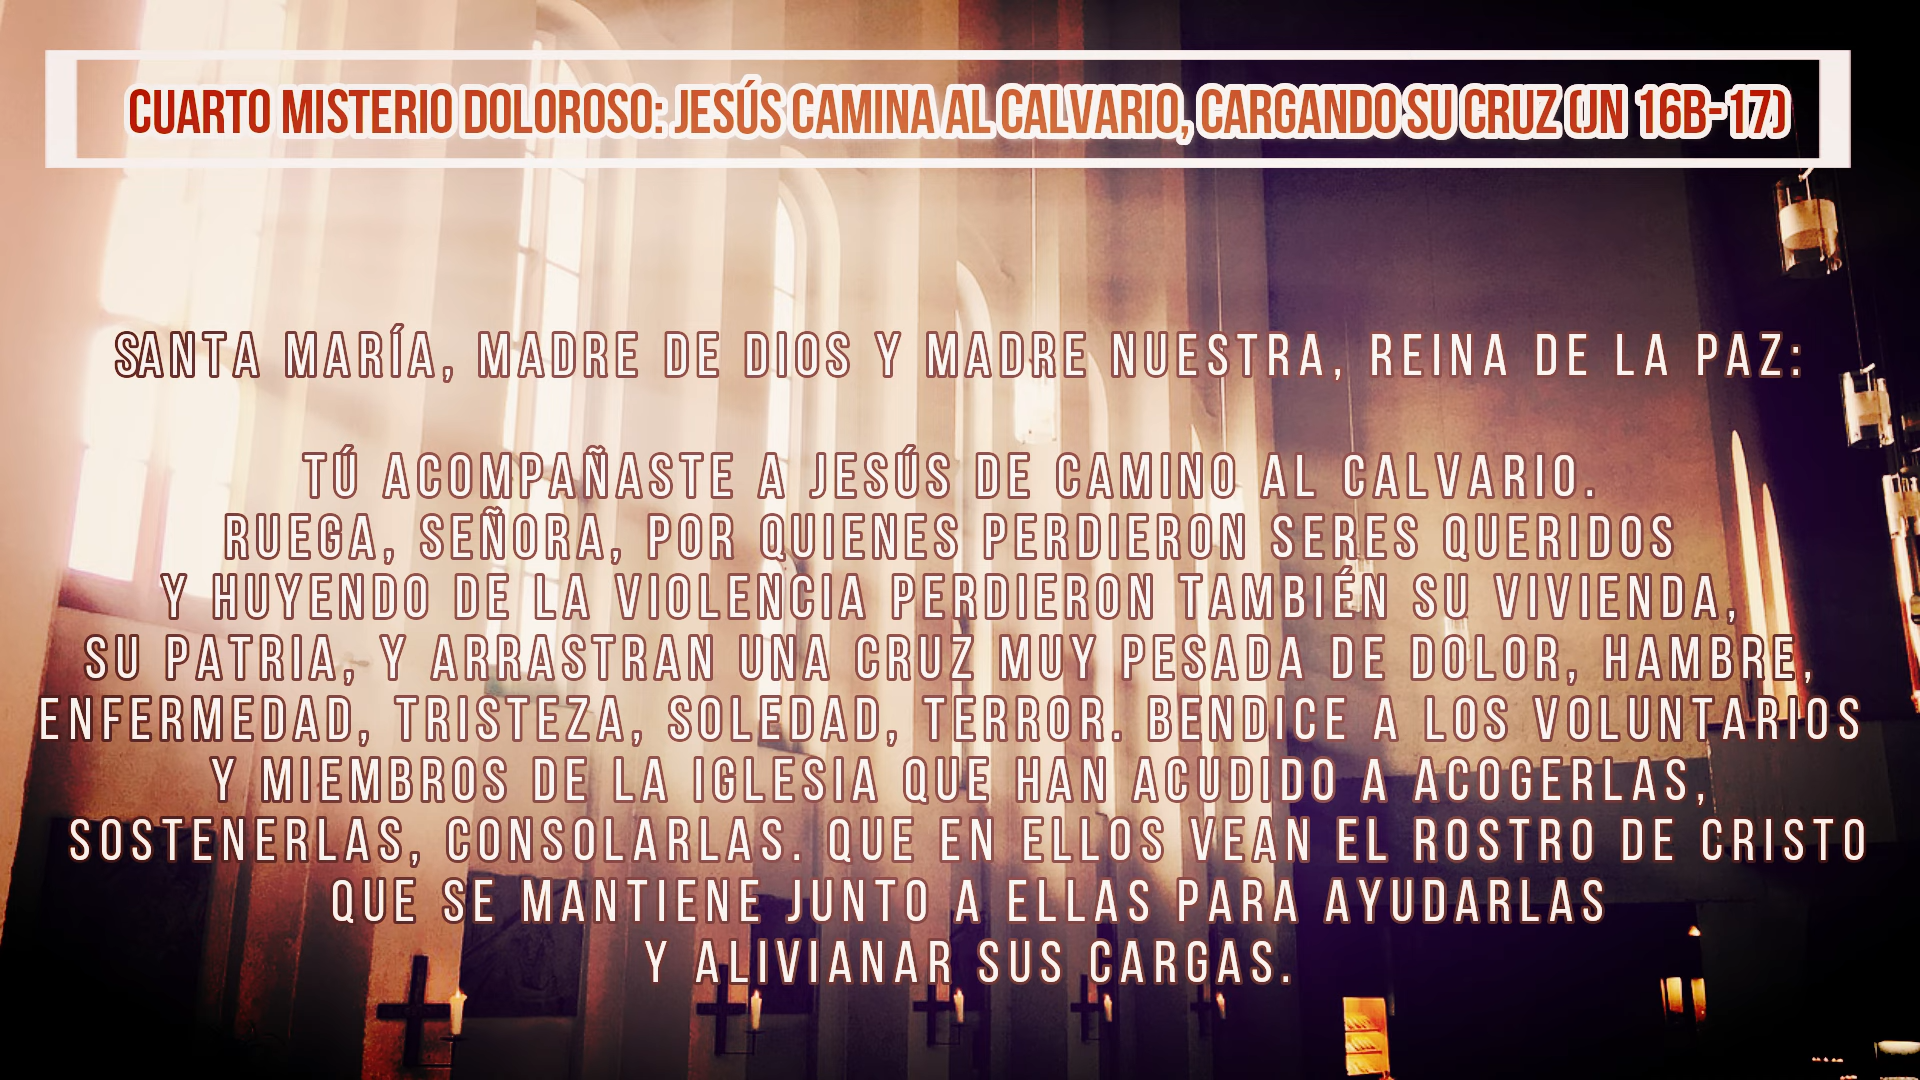 CUARTO MISTERIO DOLOROSO: JESÚS CAMINA AL CALVARIO, CARGANDO SU CRUZ (JN 16B-17)
SANTA MARÍA, MADRE DE DIOS Y MADRE NUESTRA, REINA DE LA PAZ:
TÚ ACOMPAÑASTE A JESÚS DE CAMINO AL CALVARIO.
RUEGA, SEÑORA, POR QUIENES PERDIERON SERES QUERIDOS
Y HUYENDO DE LA VIOLENCIA PERDIERON TAMBIÉN SU VIVIENDA,
SU PATRIA, Y ARRASTRAN UNA CRUZ MUY PESADA DE DOLOR, HAMBRE,
ENFERMEDAD, TRISTEZA, SOLEDAD, TERROR. BENDICE A LOS VOLUNTARIOS
Y MIEMBROS DE LA IGLESIA QUE HAN ACUDIDO A ACOGERLAS,
SOSTENERLAS, CONSOLARLAS. QUE EN ELLOS VEAN EL ROSTRO DE CRISTO
QUE SE MANTIENE JUNTO A ELLAS PARA AYUDARLAS
Y ALIVIANAR SUS CARGAS.